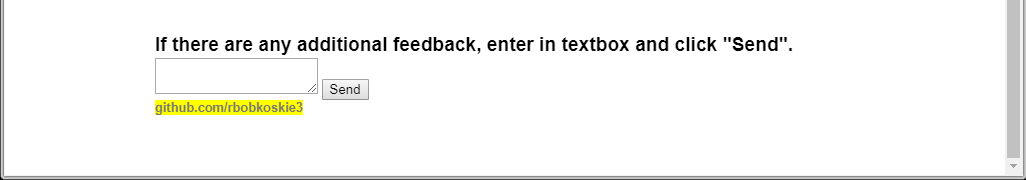 If there are any additional feedback, enter in textbox and click "Send".
Send
github.com/rbobkoskie3